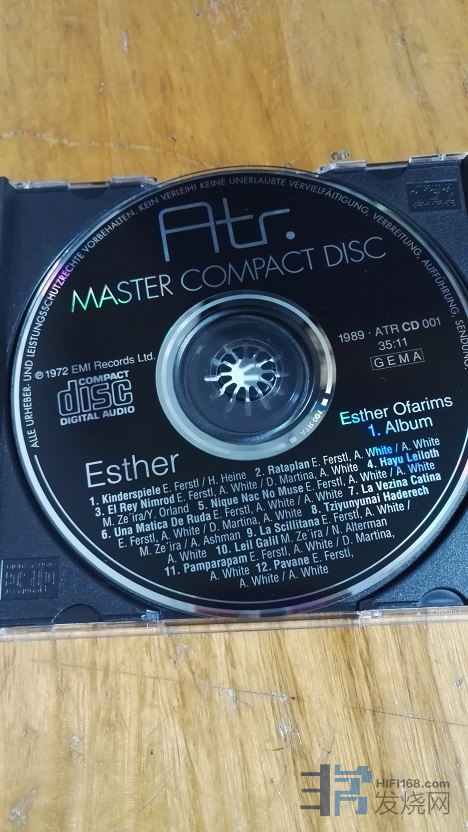 ALLE URHEBER- UND LEISTUNGSSCHUTZRECHTE VORBEHALTEN. KEIN VERLEIH! KEINE UNERLAUBTE VERVIELFÄLTIGUNG, VERBREITUNG, AUFFÜHRUNG, SENDUNG
Atr.
MASTER COMPACT DISC
℗ 1972 EMI Records Ltd.
COMPACT
disc
DIGITAL AUDIO
1989 · ATR CD 001
35:11
GEMA
Esther Ofarims
1. Album
Esther
1. Kinderspiele E. Ferstl / H. Heine 2. Rataplan E. Ferstl, A. White / A. White
3. El Rey Nimrod E. Ferstl, A. White / D. Martina, A. White 4. Hayu Leiloth
M. Ze´ira/Y. Orland 5. Nique Nac No Muse E. Ferstl, A. White / A. White
6. Una Matica De Ruda E. Ferstl, A. White / A. White 7. La Vezina Catina
E. Ferstl, A. White / D. Martina, A. White 8. Tziyunyunai Haderech
M. Ze´ira / A. Ashman 9. La Scillitana E. Ferstl, A. White /
A. White 10. Leil Galil M. Ze´ira / N. Alterman
11. Pamparapam E. Ferstl, A. White / D. Martina,
A. White 12. Pavane E. Ferstl,
A. White / A. White
HIFI168.com
发烧网